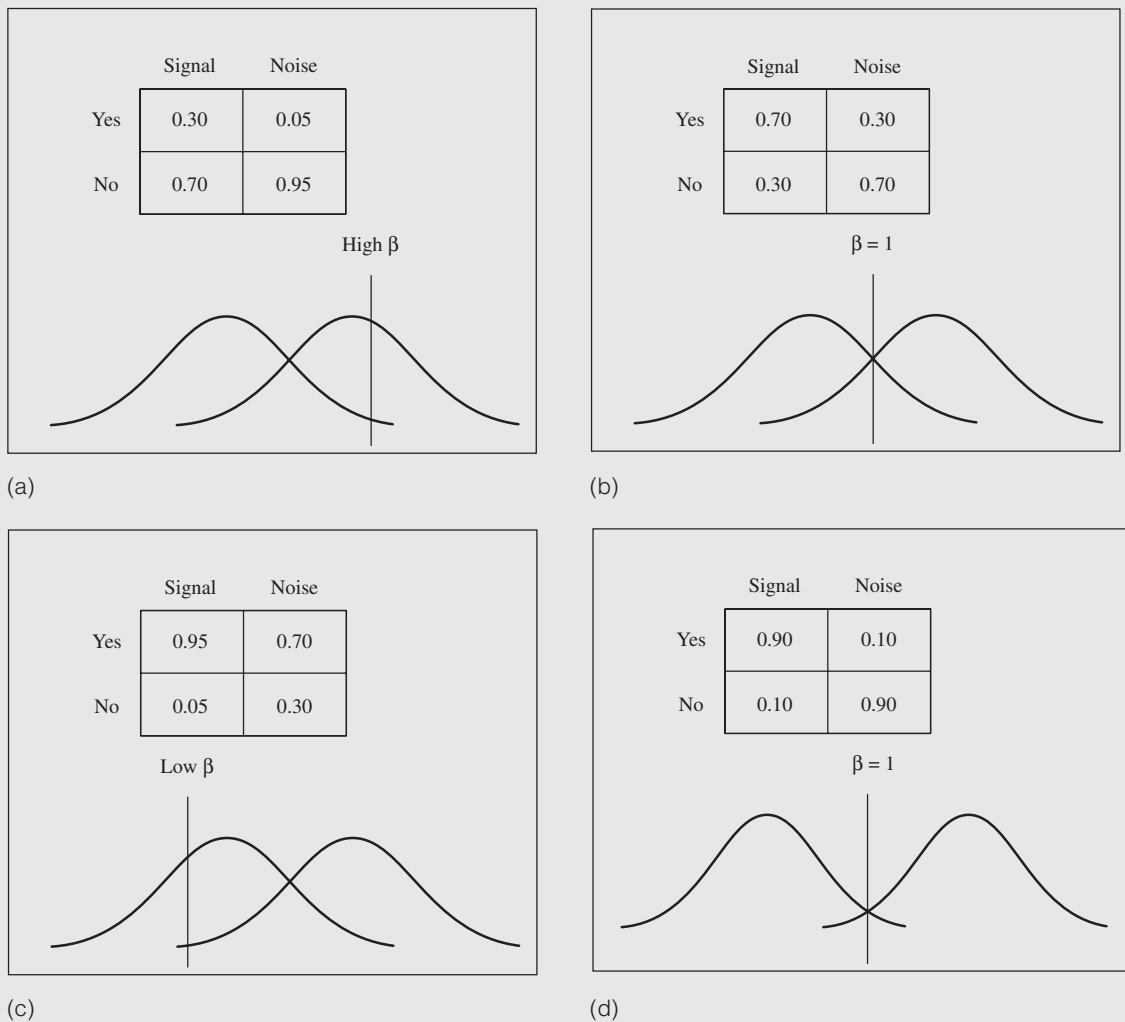 Signal Noise
Yes 0.30 0.05
No 0.70 0.95
High β
(a)
Signal Noise
Yes 0.70 0.30
No 0.30 0.70
β = 1
(b)
Signal Noise
Yes 0.95 0.70
No 0.05 0.30
Low β
(c)
Signal Noise
Yes 0.90 0.10
No 0.10 0.90
β = 1
(d)